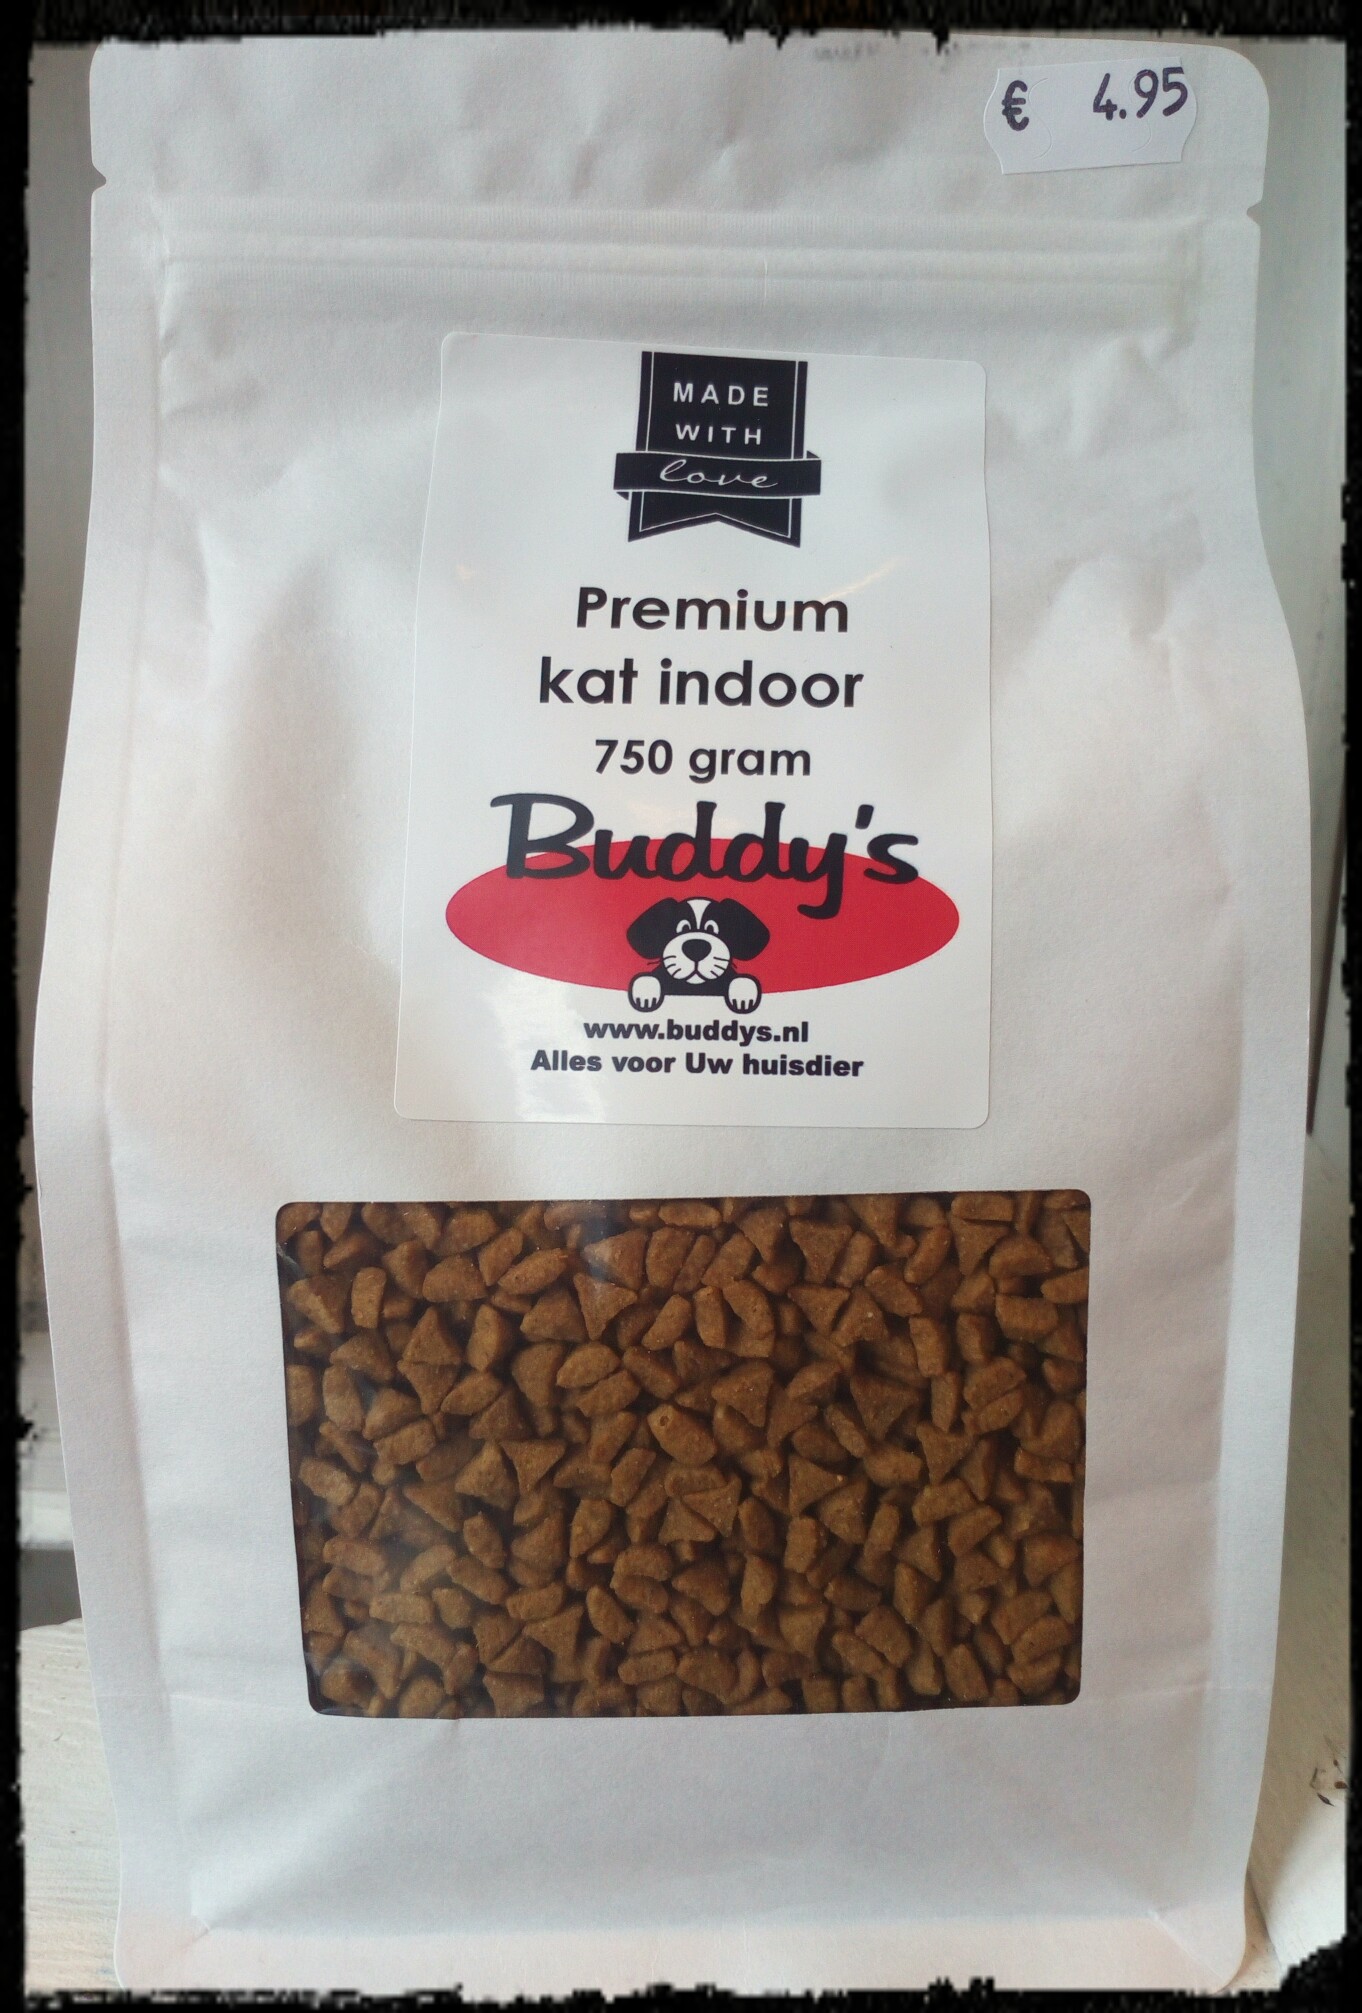 € 4.95
MADE
WITH
love
Premium
kat indoor
750 gram
Buddy's
www.buddys.nl
Alles voor Uw huisdier